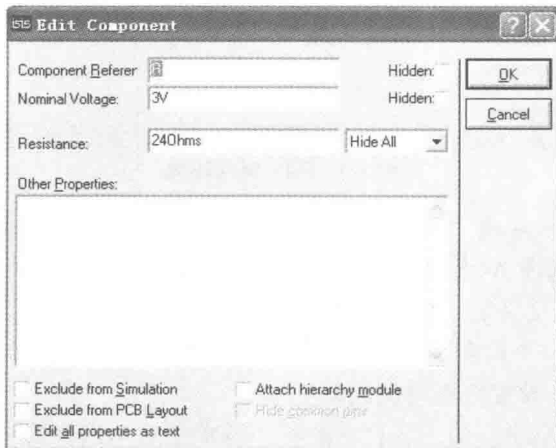 ISIS Edit Component
Component Referer
Hidden:
OK
Nominal Voltage:
3V
Hidden:
Cancel
Resistance:
24Ohms
Hide All
Other Properties:
Exclude from Simulation
Attach hierarchy module
Exclude from PCB Layout
Hide common pins
Edit all properties as text